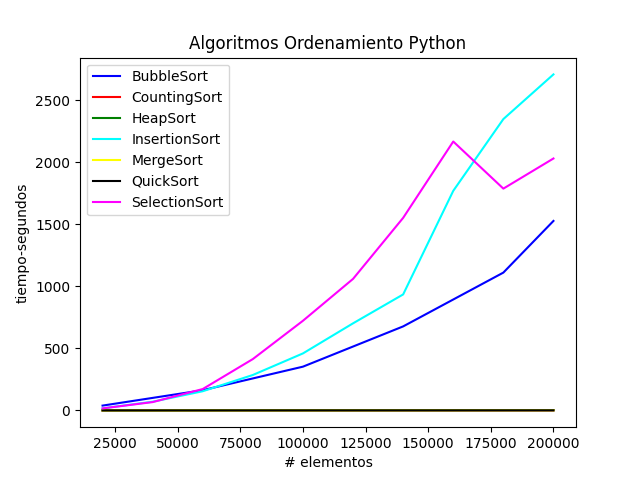 Algoritmos Ordenamiento Python
BubbleSort
CountingSort
HeapSort
InsertionSort
MergeSort
QuickSort
SelectionSort
tiempo-segundos
2500
2000
1500
1000
500
0
25000 50000 75000 100000 125000 150000 175000 200000
# elementos